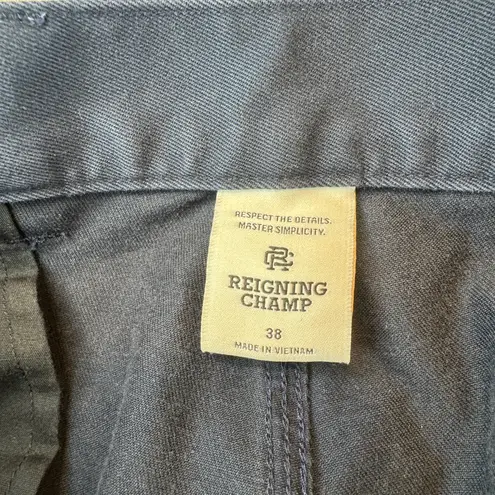 RESPECT THE DETAILS.
MASTER SIMPLICITY.
RC
REIGNING
CHAMP
38
MADE IN VIETNAM